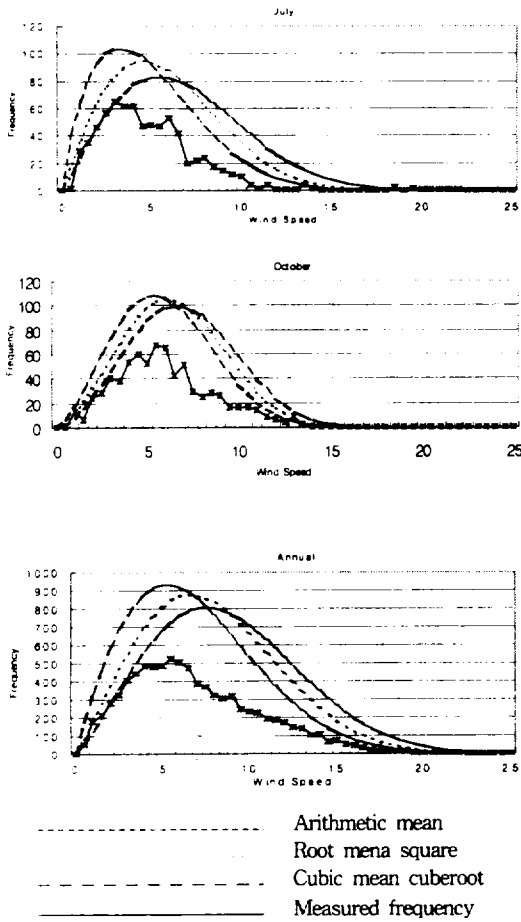 July
120
100
80
60
40
20
0
Frequency
0 5 10 15 20 25
Wind Speed
October
120
100
80
60
40
20
0
Frequency
0 5 10 15 20 25
Wind Speed
Annual
1000
900
800
700
600
500
400
300
200
100
0
Frequency
0 5 10 15 20 25
Wind Speed
Arithmetic mean
Root mena square
Cubic mean cuberoot
Measured frequency